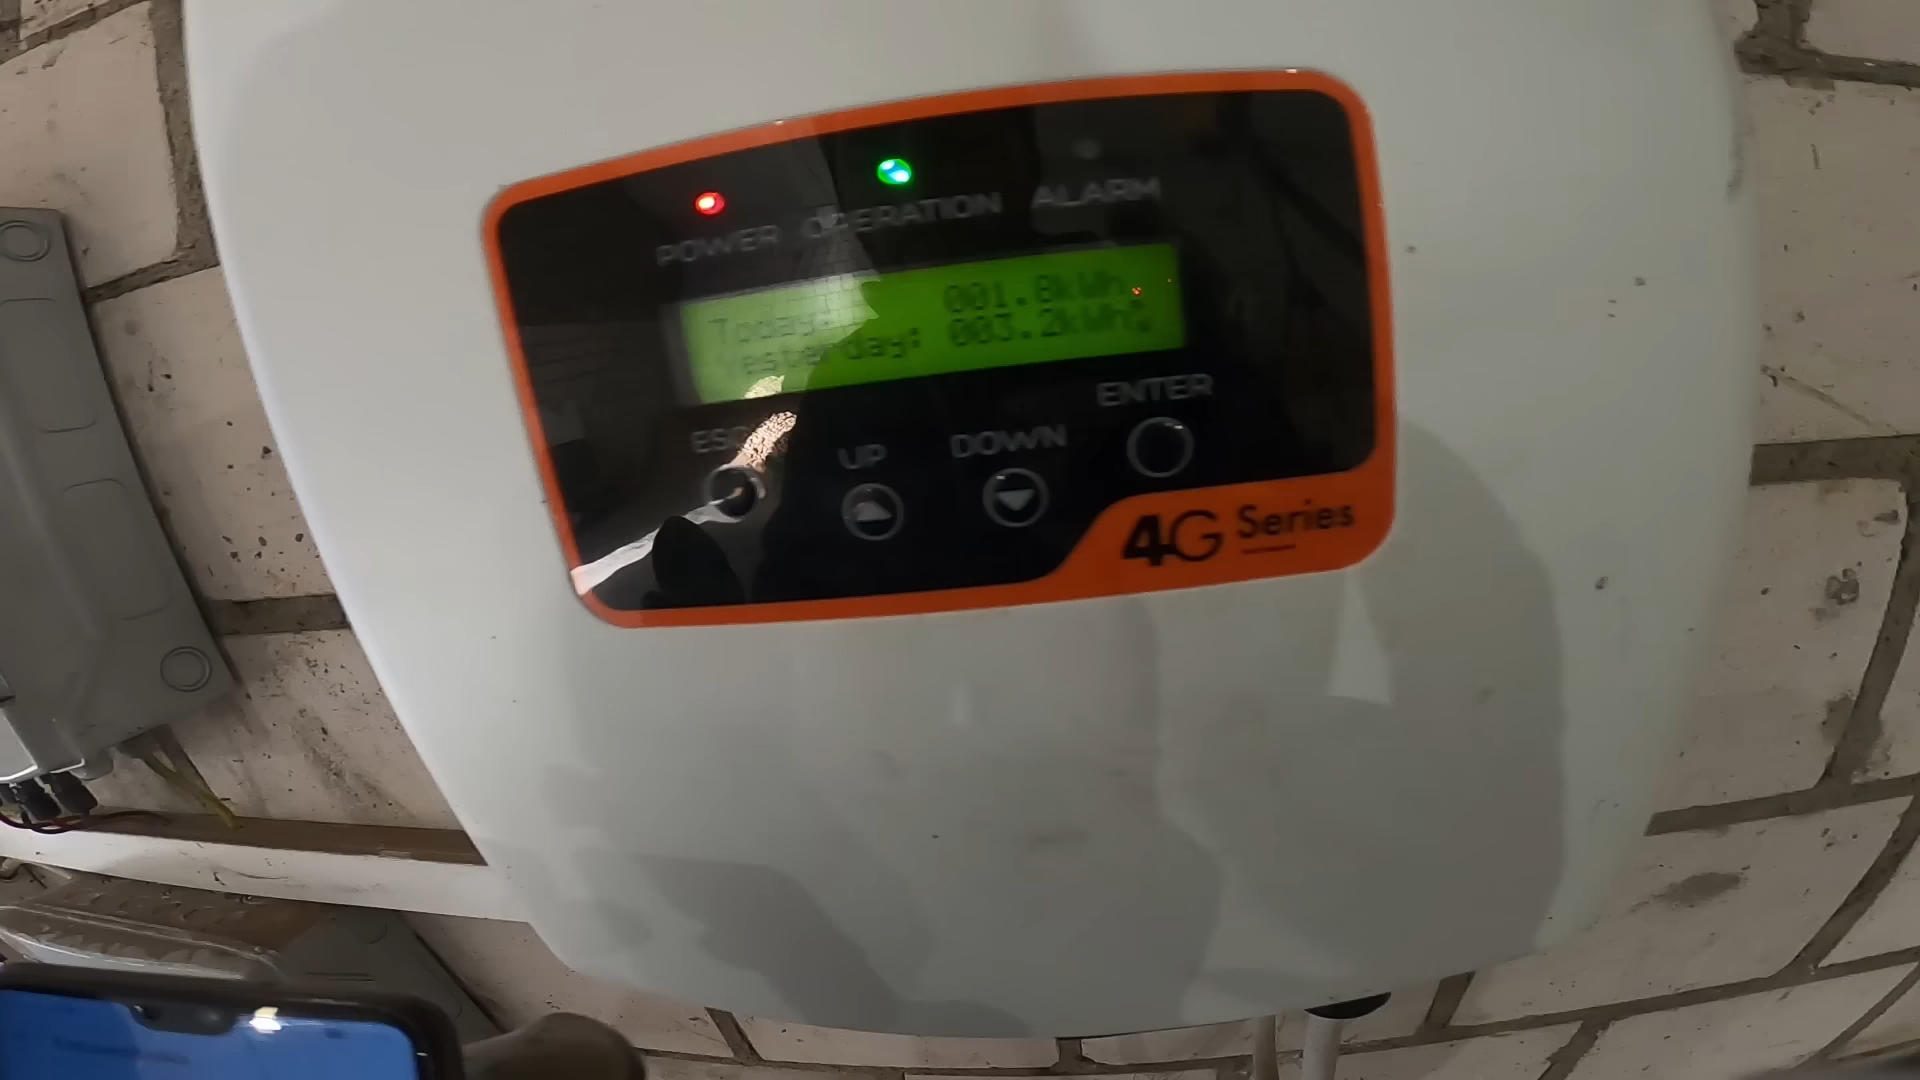 POWER OPERATION ALARM
Today: 001.8kWh
Yesterday: 003.2kWh
ESC UP DOWN ENTER
4G Series